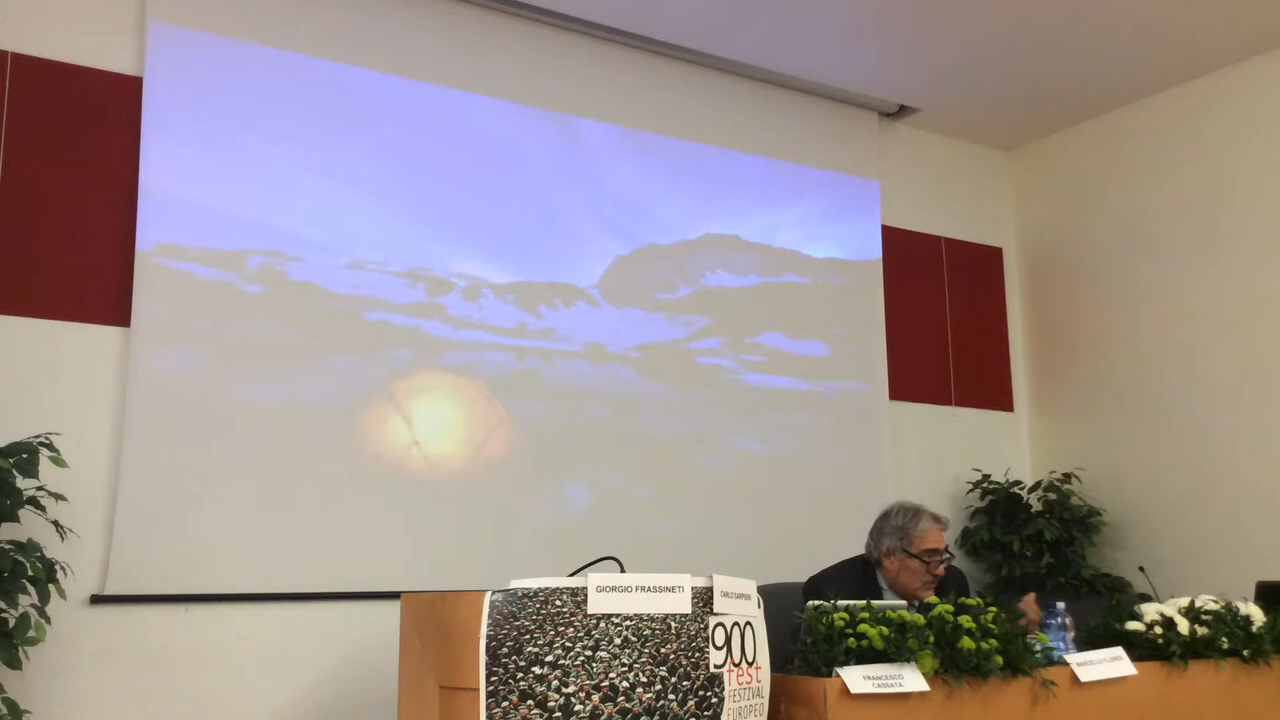 GIORGIO FRASSINETI
CARLO SARPIERI
900
fest
FESTIVAL
EUROPEO
FRANCESCO
CASSATA
MARCELLO FLORES